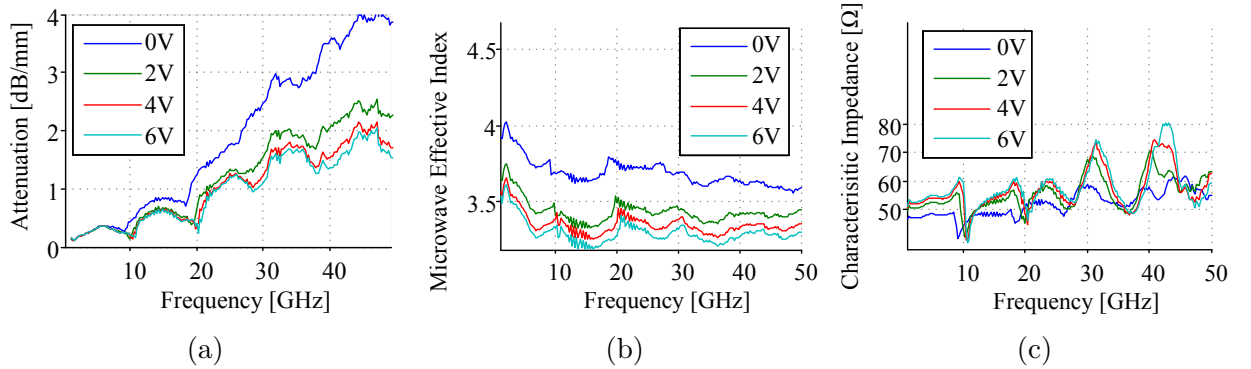 Attenuation [dB/mm]
4
3
2
1
0
0V
2V
4V
6V
10 20 30 40
Frequency [GHz]
(a)
Microwave Effective Index
4.5
4
3.5
0V
2V
4V
6V
10 20 30 40 50
Frequency [GHz]
(b)
Characteristic Impedance [Ω]
80
70
60
50
0V
2V
4V
6V
10 20 30 40 50
Frequency [GHz]
(c)